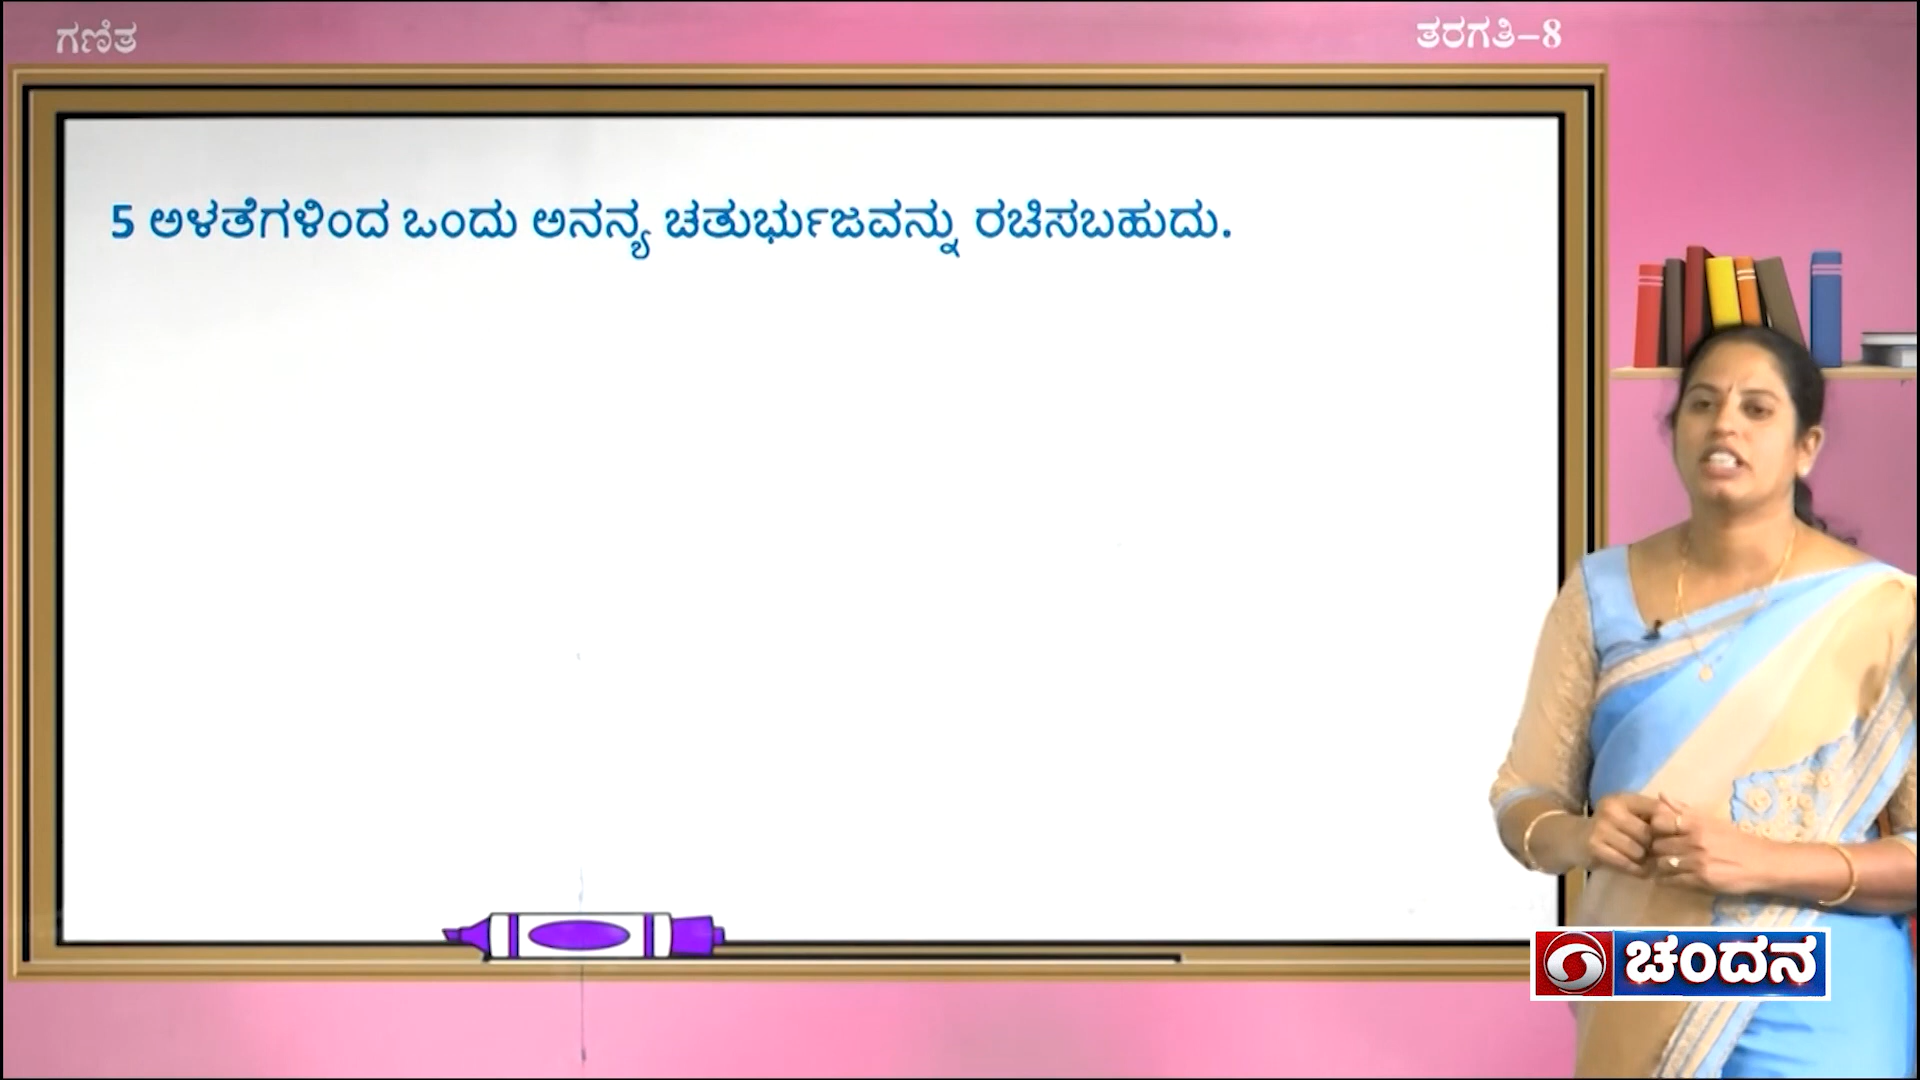 ಗಣಿತ
ತರಗತಿ-8
5 ಅಳತೆಗಳಿಂದ ಒಂದು ಅನನ್ಯ ಚತುರ್ಭುಜವನ್ನು ರಚಿಸಬಹುದು.
ಚಂದನ